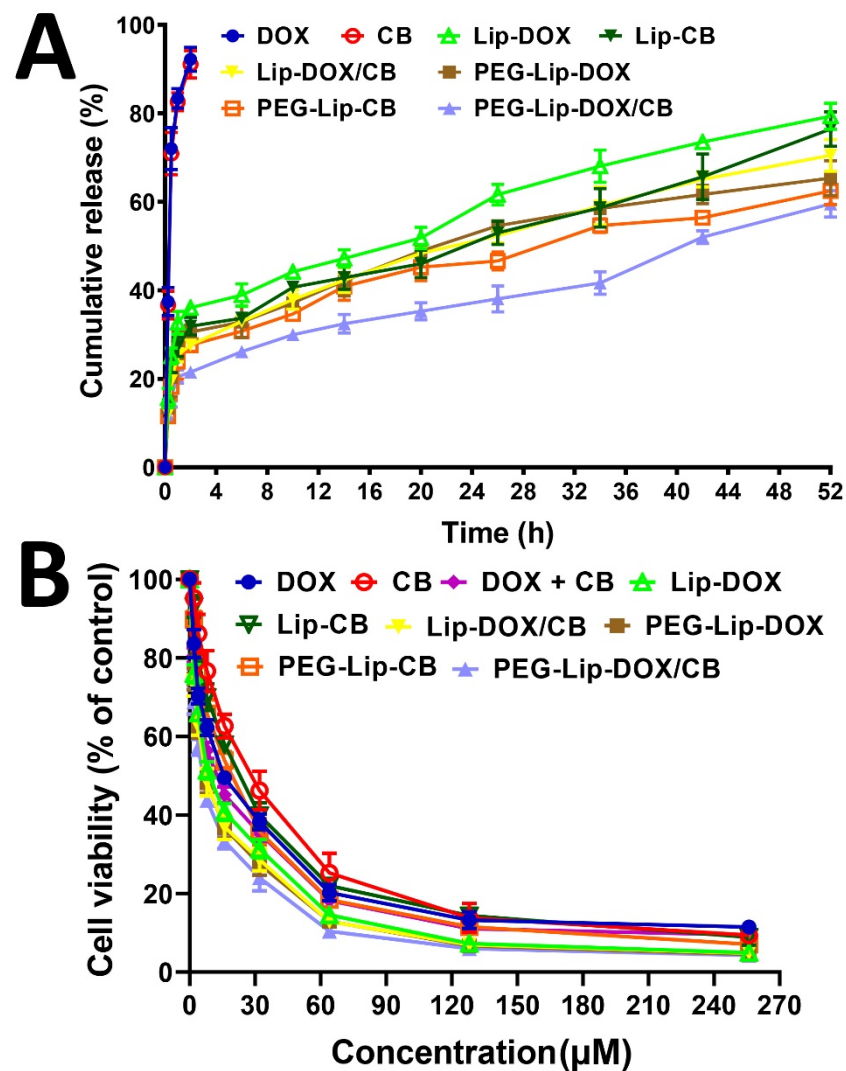 A
DOX CB Lip-DOX Lip-CB
Lip-DOX/CB PEG-Lip-DOX
PEG-Lip-CB PEG-Lip-DOX/CB
Cumulative release (%)
100
80
60
40
20
0
0 4 8 12 16 20 24 28 32 36 40 44 48 52
Time (h)
B
DOX CB DOX + CB Lip-DOX
Lip-CB Lip-DOX/CB PEG-Lip-DOX
PEG-Lip-CB PEG-Lip-DOX/CB
Cell viability (% of control)
100
80
60
40
20
0
0 30 60 90 120 150 180 210 240 270
Concentration (μM)